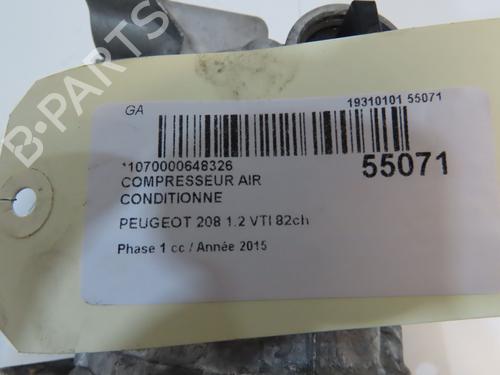 GA
19310101 55071
*1070000648326
55071
COMPRESSEUR AIR
CONDITIONNE
PEUGEOT 208 1.2 VTI 82ch
Phase 1 cc / Année 2015
B-PARTS